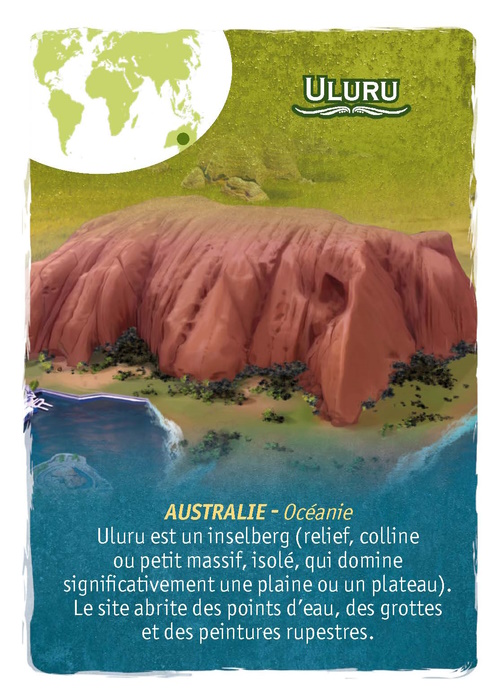 ULURU
AUSTRALIE - Océanie
Uluru est un inselberg (relief, colline
ou petit massif, isolé, qui domine
significativement une plaine ou un plateau).
Le site abrite des points d'eau, des grottes
et des peintures rupestres.